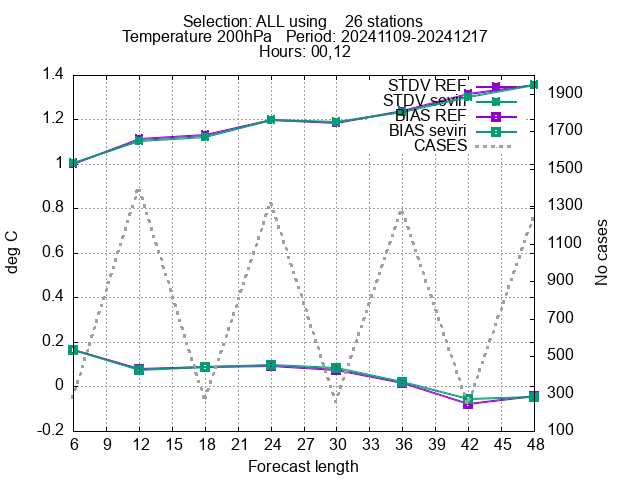 Selection: ALL using    26 stations
Temperature 200hPa   Period: 20241109-20241217
Hours: 00,12
1.4
1.2
1
0.8
0.6
0.4
0.2
0
-0.2
deg C
STDV REF
STDV seviri
BIAS REF
BIAS seviri
CASES
1900
1700
1500
1300
1100
900
700
500
300
100
No cases
6 9 12 15 18 21 24 27 30 33 36 39 42 45 48
Forecast length